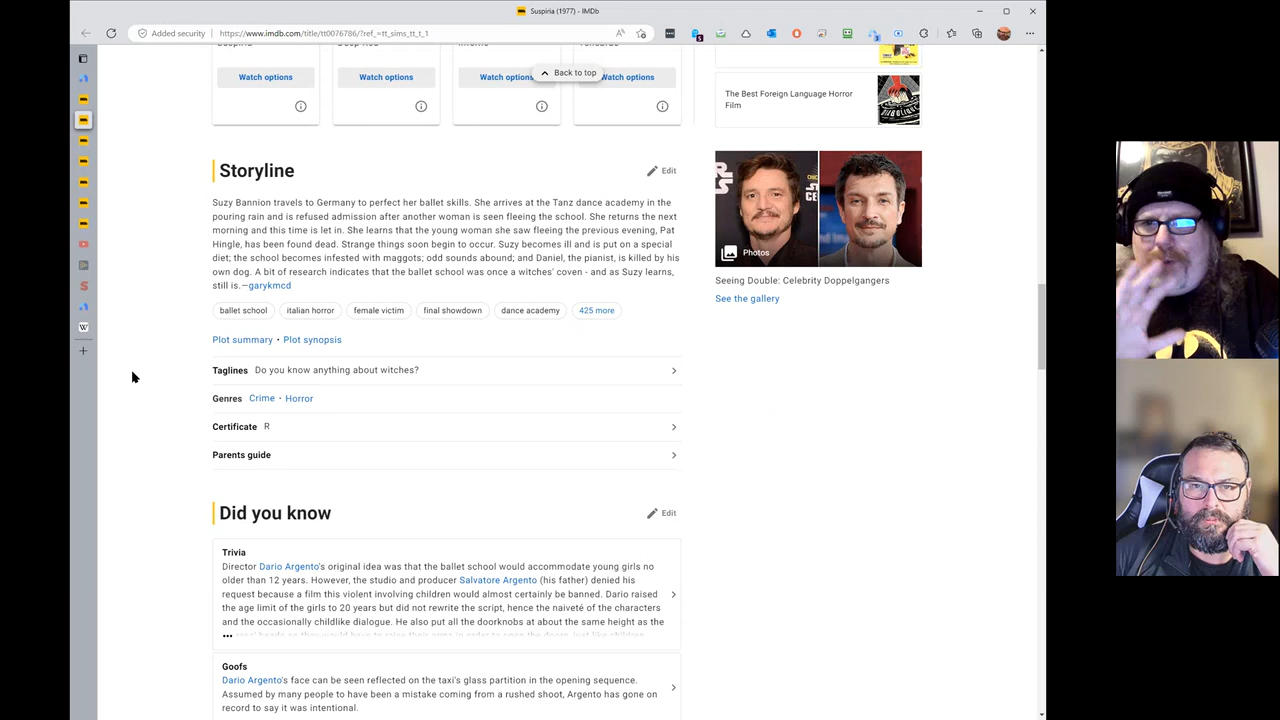 Suspiria (1977) - IMDb
Added security
https://www.imdb.com/title/tt0076786/?ref_=tt_sims_tt_t_1
Watch options
Watch options
Watch options
Watch options
Back to top
The Best Foreign Language Horror
Film
Storyline
Edit
Suzy Bannion travels to Germany to perfect her ballet skills. She arrives at the Tanz dance academy in the
pouring rain and is refused admission after another woman is seen fleeing the school. She returns the next
morning and this time is let in. She learns that the young woman she saw fleeing the previous evening, Pat
Hingle, has been found dead. Strange things soon begin to occur. Suzy becomes ill and is put on a special
diet; the school becomes infested with maggots; odd sounds abound; and Daniel, the pianist, is killed by his
own dog. A bit of research indicates that the ballet school was once a witches' coven - and as Suzy learns,
still is.—garykmcd
ballet school
italian horror
female victim
final showdown
dance academy
425 more
Plot summary • Plot synopsis
Taglines Do you know anything about witches?
Genres Crime • Horror
Certificate R
Parents guide
Photos
Seeing Double: Celebrity Doppelgangers
See the gallery
Did you know
Edit
Trivia
Director Dario Argento's original idea was that the ballet school would accommodate young girls no
older than 12 years. However, the studio and producer Salvatore Argento (his father) denied his
request because a film this violent involving children would almost certainly be banned. Dario raised
the age limit of the girls to 20 years but did not rewrite the script, hence the naiveté of the characters
and the occasionally childlike dialogue. He also put all the doorknobs at about the same height as the
Goofs
Dario Argento's face can be seen reflected on the taxi's glass partition in the opening sequence.
Assumed by many people to have been a mistake coming from a rushed shoot, Argento has gone on
record to say it was intentional.